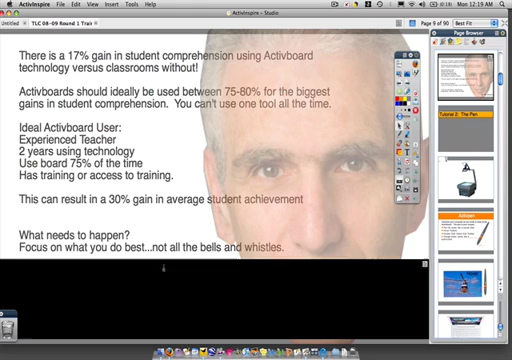 ActivInspire File Edit View Insert Tools Help
Mon 12:19 AM
ActivInspire - Studio
Untitled TLC 08-09 Round 1 Trai
Page 9 of 90 Best Fit
Page Browser
There is a 17% gain in student comprehension using Activboard
technology versus classrooms without!
Activboards should ideally be used between 75-80% for the biggest
gains in student comprehension. You can't use one tool all the time.
Ideal Activboard User:
Experienced Teacher
2 years using technology
Use board 75% of the time
Has training or access to training.
This can result in a 30% gain in average student achievement
What needs to happen?
Focus on what you do best...not all the bells and whistles.
Tutorial 2: The Pen